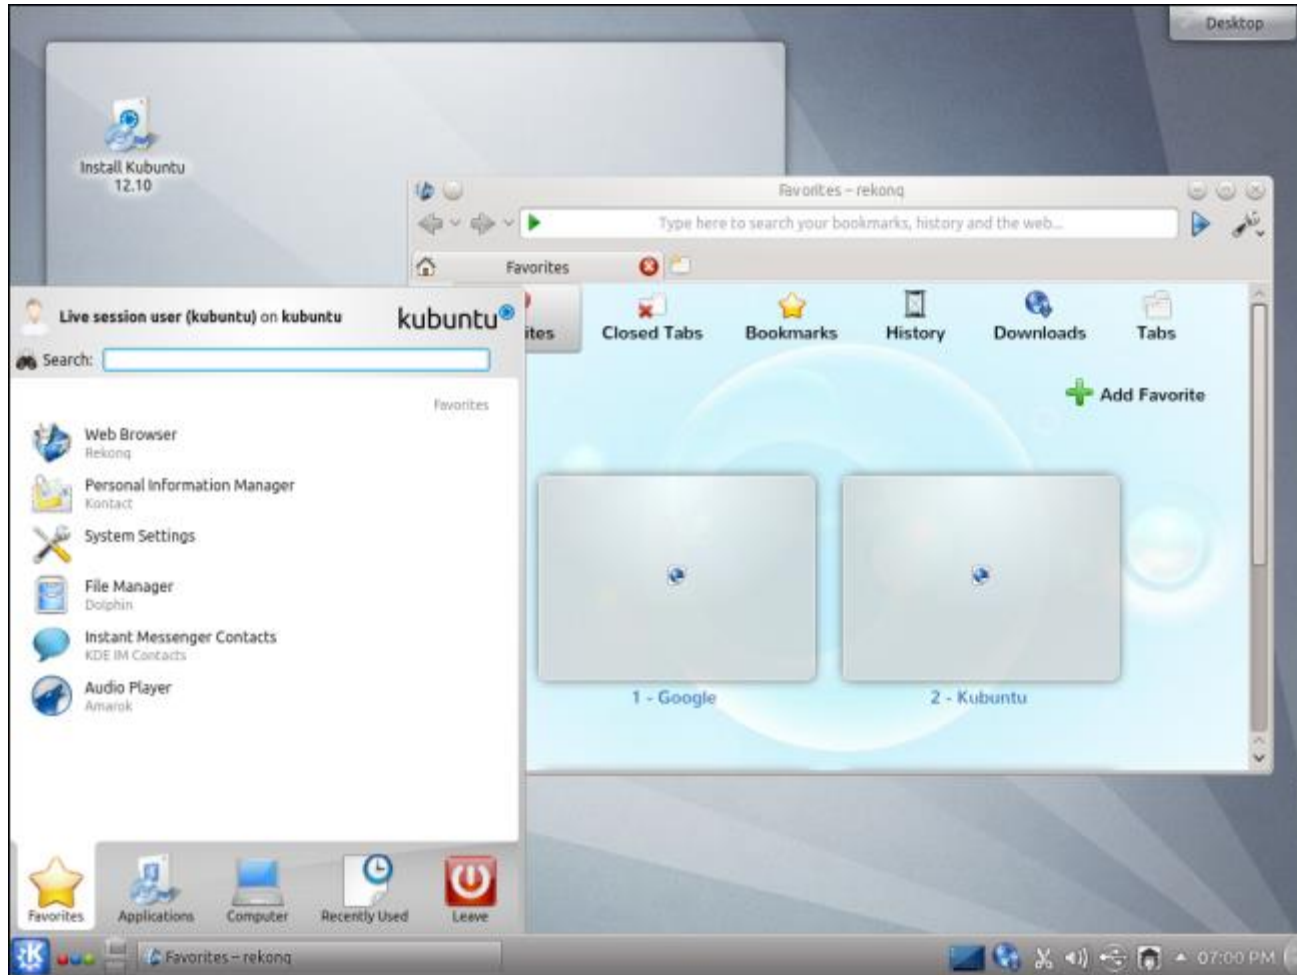 Desktop
Install Kubuntu
12.10
Favorites – rekonq
Type here to search your bookmarks, history and the web...
Favorites
Live session user (kubuntu) on kubuntu
kubuntu
Search:
ites
Closed Tabs
Bookmarks
History
Downloads
Tabs
Add Favorite
Favorites
Web Browser
Rekonq
Personal Information Manager
Kontact
System Settings
File Manager
Dolphin
Instant Messenger Contacts
KDE IM Contacts
Audio Player
Amarok
1 - Google
2 - Kubuntu
Favorites
Applications
Computer
Recently Used
Leave
Favorites – rekonq
07:00 PM